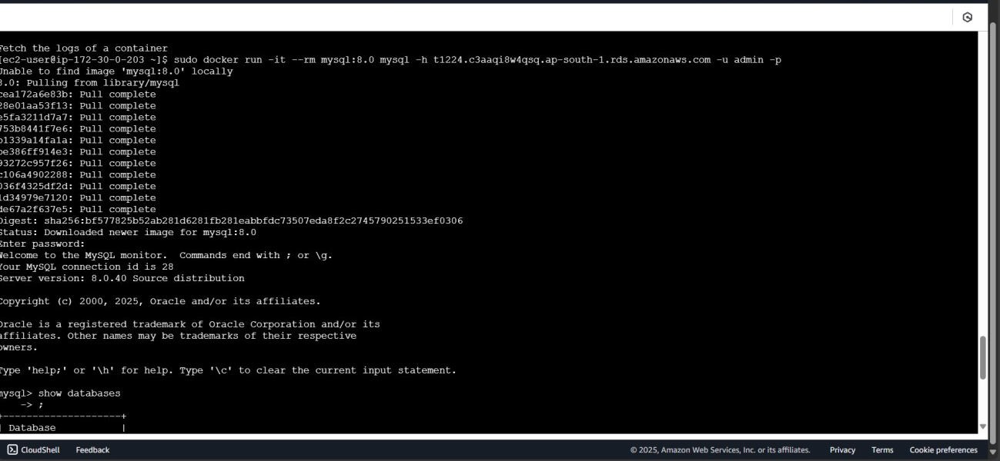 Fetch the logs of a container
[ec2-user@ip-172-30-0-203 ~]$ sudo docker run -it --rm mysql:8.0 mysql -h t1224.c3aaqi8w4qsq.ap-south-1.rds.amazonaws.com -u admin -p
Unable to find image 'mysql:8.0' locally
8.0: Pulling from library/mysql
cea172a6e83b: Pull complete
28e01aa53f13: Pull complete
e5fa3211d7a7: Pull complete
753b8441f7e6: Pull complete
b1339a14fa1a: Pull complete
be386ff914e3: Pull complete
93272c957f26: Pull complete
c106a4902288: Pull complete
036f4325df2d: Pull complete
1d34979e7120: Pull complete
de67a2f637e5: Pull complete
Digest: sha256:bf577825b52ab281d6281fb281eabbfdc73507eda8f2c2745790251533ef0306
Status: Downloaded newer image for mysql:8.0
Enter password:
Welcome to the MySQL monitor.  Commands end with ; or \g.
Your MySQL connection id is 28
Server version: 8.0.40 Source distribution
Copyright (c) 2000, 2025, Oracle and/or its affiliates.
Oracle is a registered trademark of Oracle Corporation and/or its
affiliates. Other names may be trademarks of their respective
owners.
Type 'help;' or '\h' for help. Type '\c' to clear the current input statement.
mysql> show databases
    -> ;
+--------------------+
| Database           |
CloudShell Feedback © 2025, Amazon Web Services, Inc. or its affiliates. Privacy Terms Cookie preferences